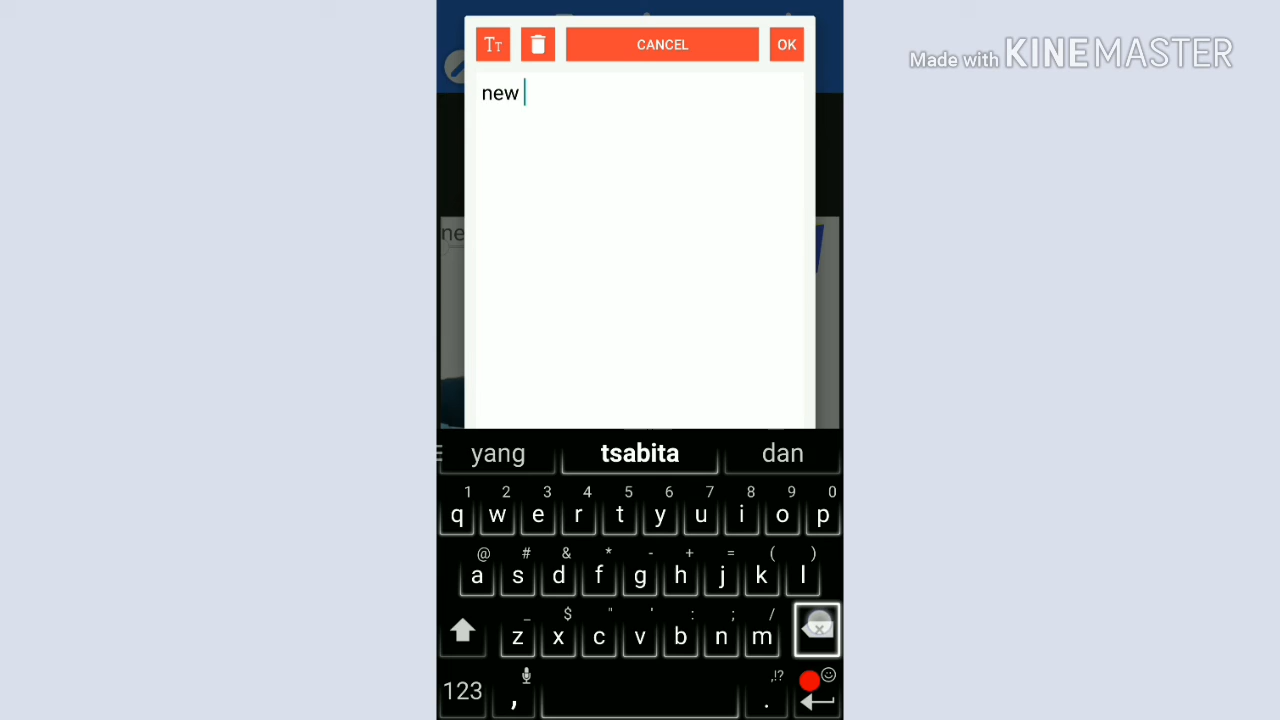 Tт CANCEL OK
Made with KINEMASTER
new
ne
yang tsabita dan
1 2 3 4 5 6 7 8 9 0
q w e r t y u i o p
@ # & * - + = ( )
a s d f g h j k l
_ $ " ' : ; /
z x c v b n m
,!?
123 , .